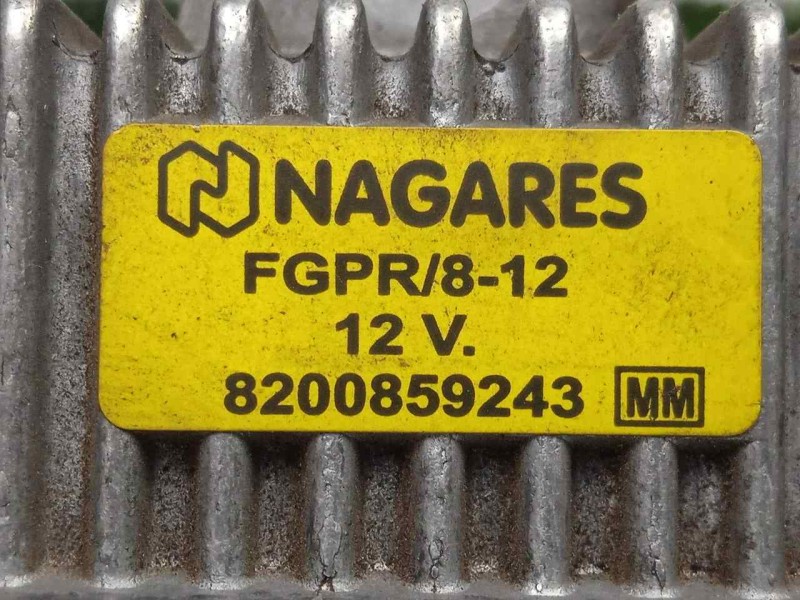 NAGARES
FGPR/8-12
12 V.
8200859243 MM